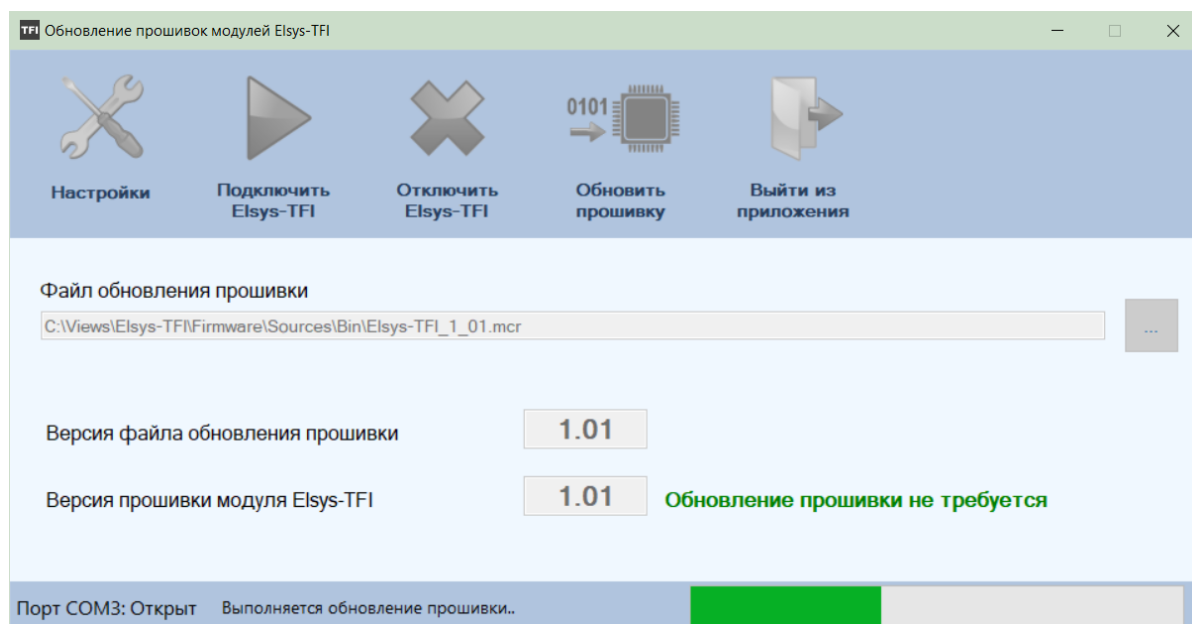 TFI Обновление прошивок модулей Elsys-TFI
0101
Настройки
Подключить
Elsys-TFI
Отключить
Elsys-TFI
Обновить
прошивку
Выйти из
приложения
Файл обновления прошивки
C:\Views\Elsys-TFI\Firmware\Sources\Bin\Elsys-TFI_1_01.mcr
...
Версия файла обновления прошивки 1.01
Версия прошивки модуля Elsys-TFI 1.01 Обновление прошивки не требуется
Порт COM3: Открыт Выполняется обновление прошивки..